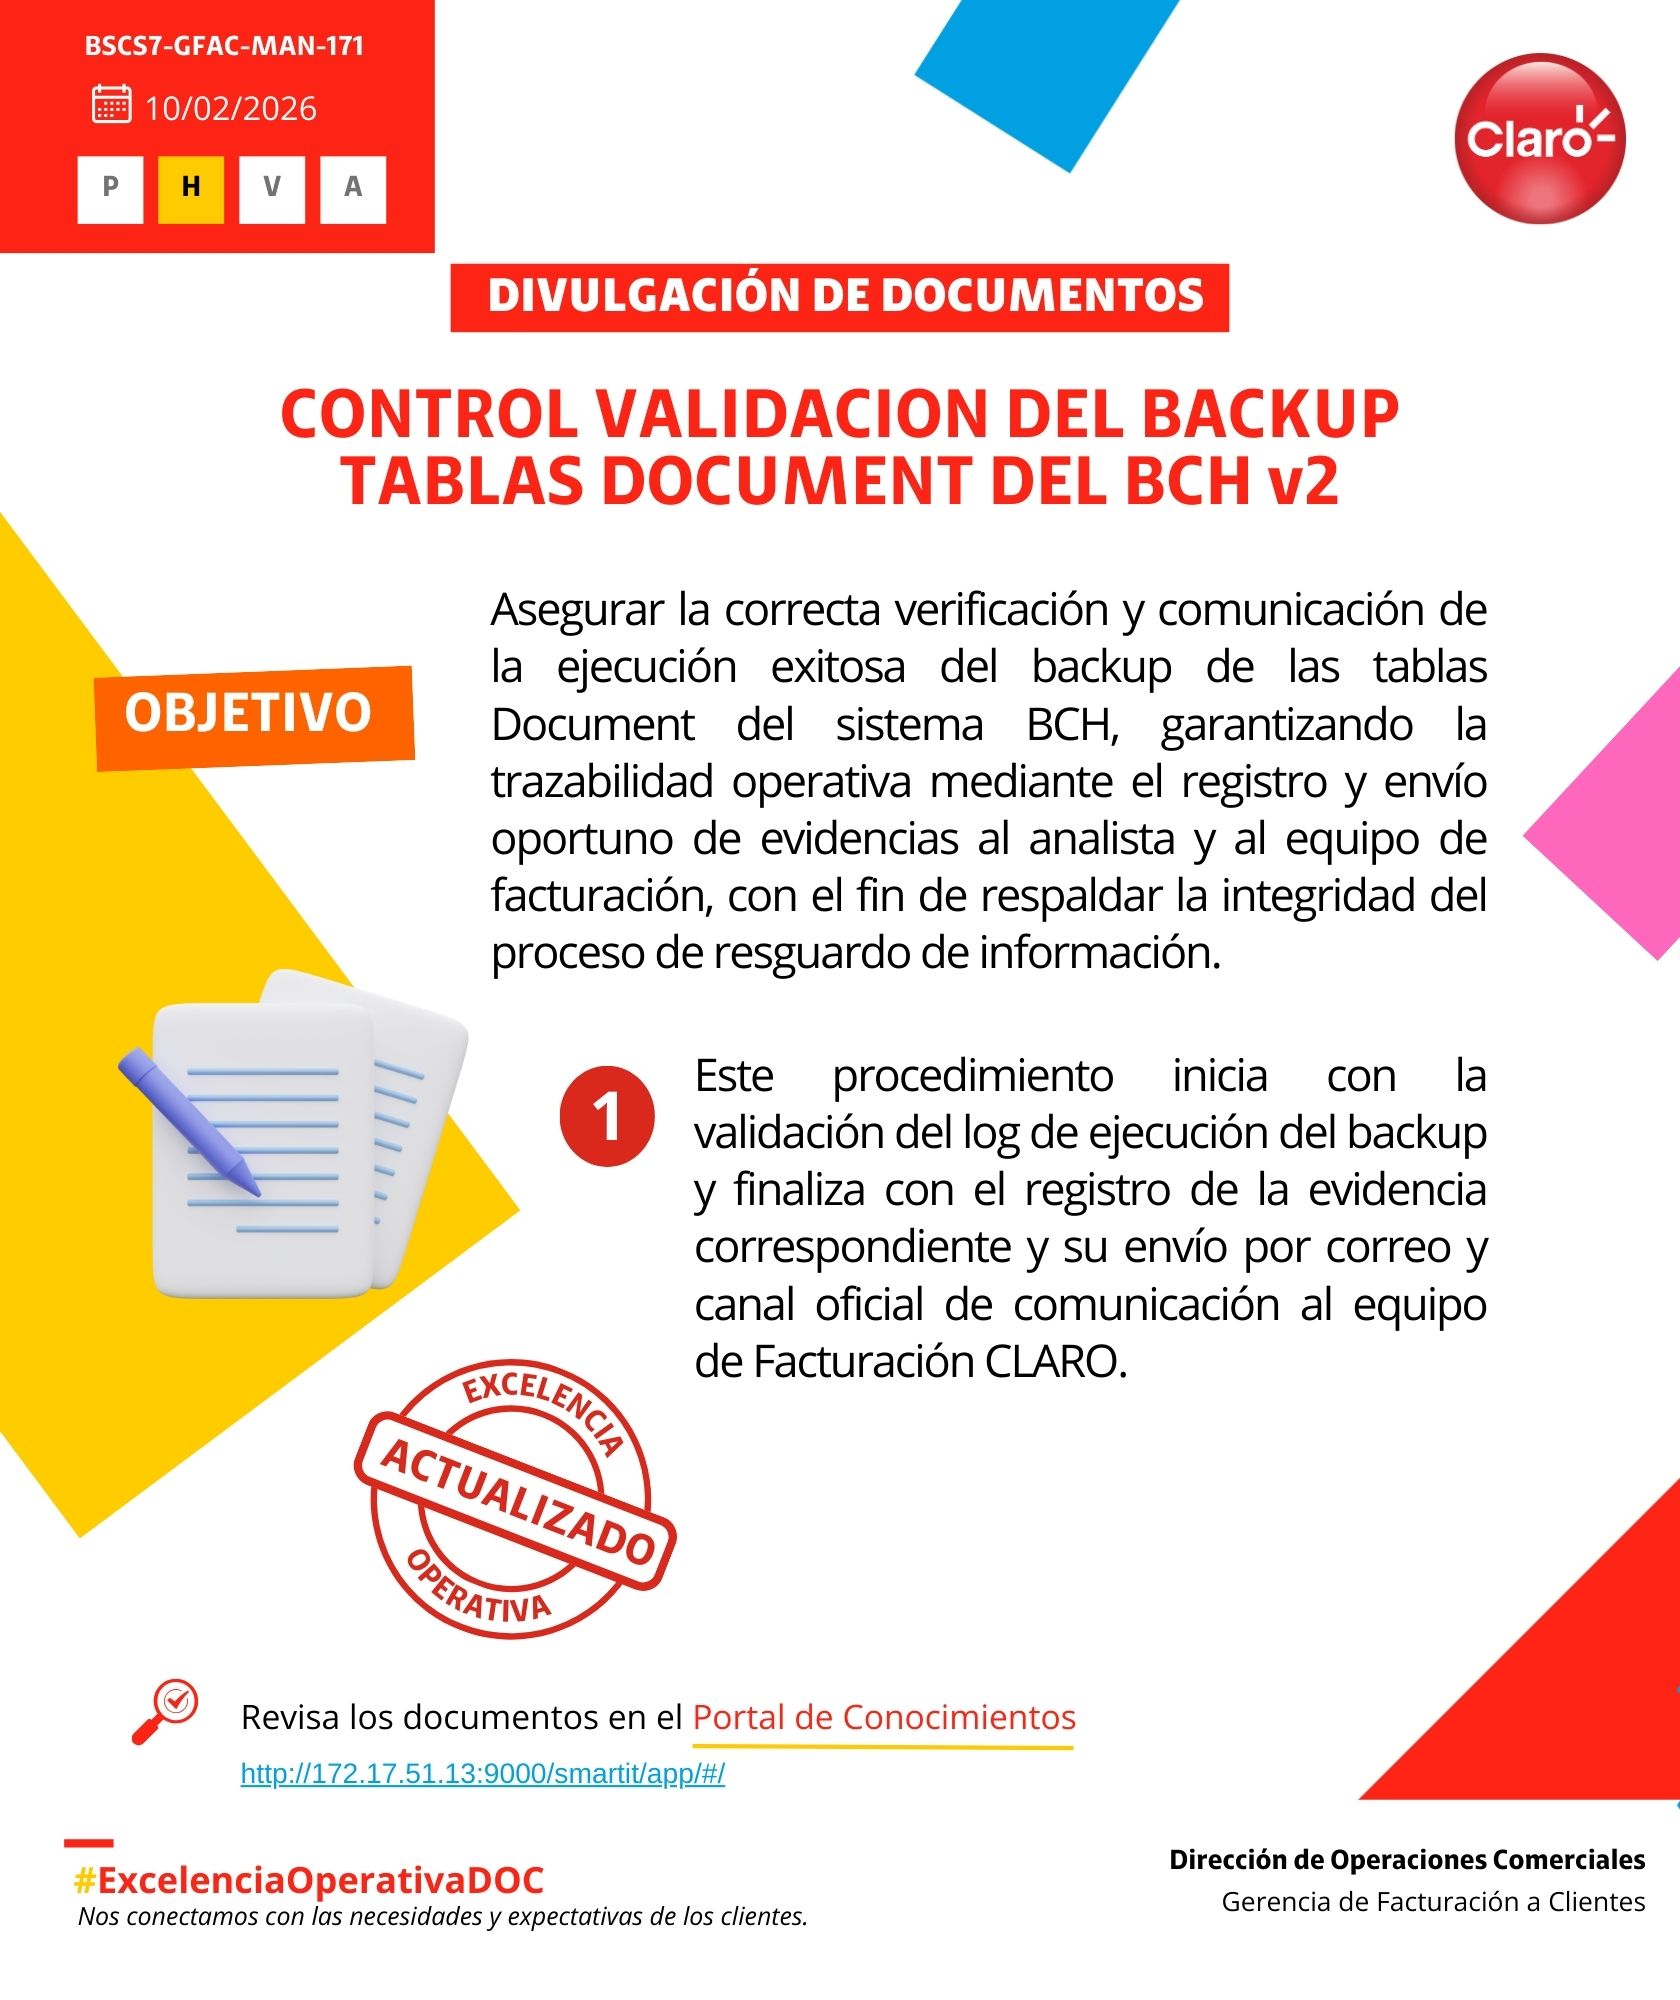 BSCS7-GFAC-MAN-171
10/02/2026
P H V A
Claro
DIVULGACIÓN DE DOCUMENTOS
CONTROL VALIDACION DEL BACKUP
TABLAS DOCUMENT DEL BCH v2
OBJETIVO
Asegurar la correcta verificación y comunicación de
la ejecución exitosa del backup de las tablas
Document del sistema BCH, garantizando la
trazabilidad operativa mediante el registro y envío
oportuno de evidencias al analista y al equipo de
facturación, con el fin de respaldar la integridad del
proceso de resguardo de información.
1
Este procedimiento inicia con la
validación del log de ejecución del backup
y finaliza con el registro de la evidencia
correspondiente y su envío por correo y
canal oficial de comunicación al equipo
de Facturación CLARO.
EXCELENCIA
ACTUALIZADO
OPERATIVA
Revisa los documentos en el Portal de Conocimientos
http://172.17.51.13:9000/smartit/app/#/
#ExcelenciaOperativaDOC
Nos conectamos con las necesidades y expectativas de los clientes.
Dirección de Operaciones Comerciales
Gerencia de Facturación a Clientes